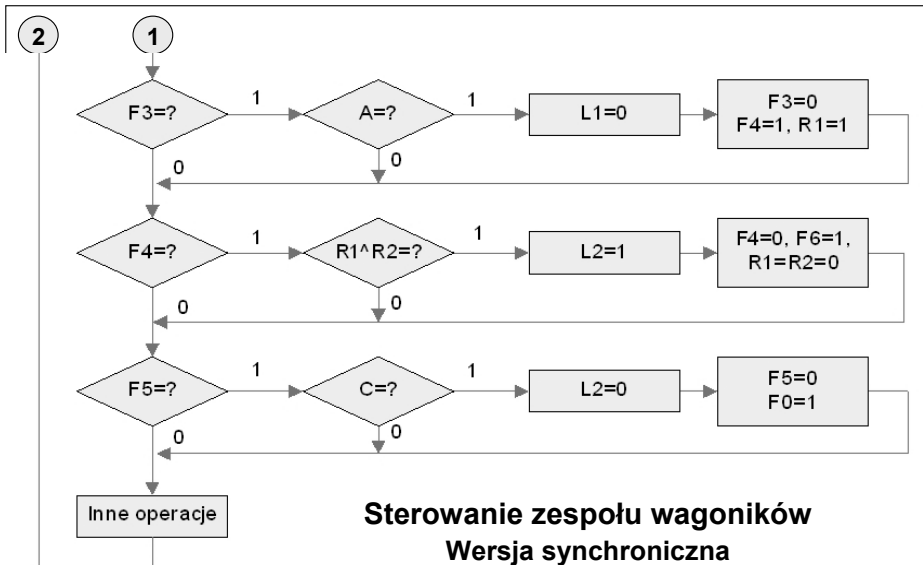 2
1
F3=?
1
A=?
1
L1=0
F3=0
F4=1, R1=1
0
0
F4=?
1
R1^R2=?
1
L2=1
F4=0, F6=1,
R1=R2=0
0
0
F5=?
1
C=?
1
L2=0
F5=0
F0=1
0
0
Inne operacje
Sterowanie zespołu wagoników
Wersja synchroniczna